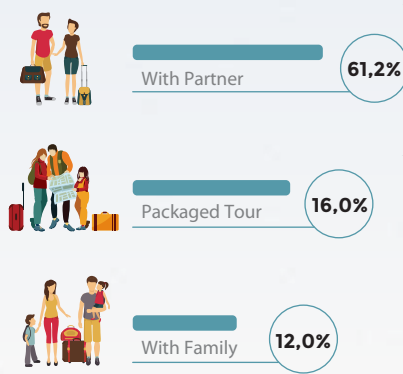 With Partner
61,2%
Packaged Tour
16,0%
With Family
12,0%